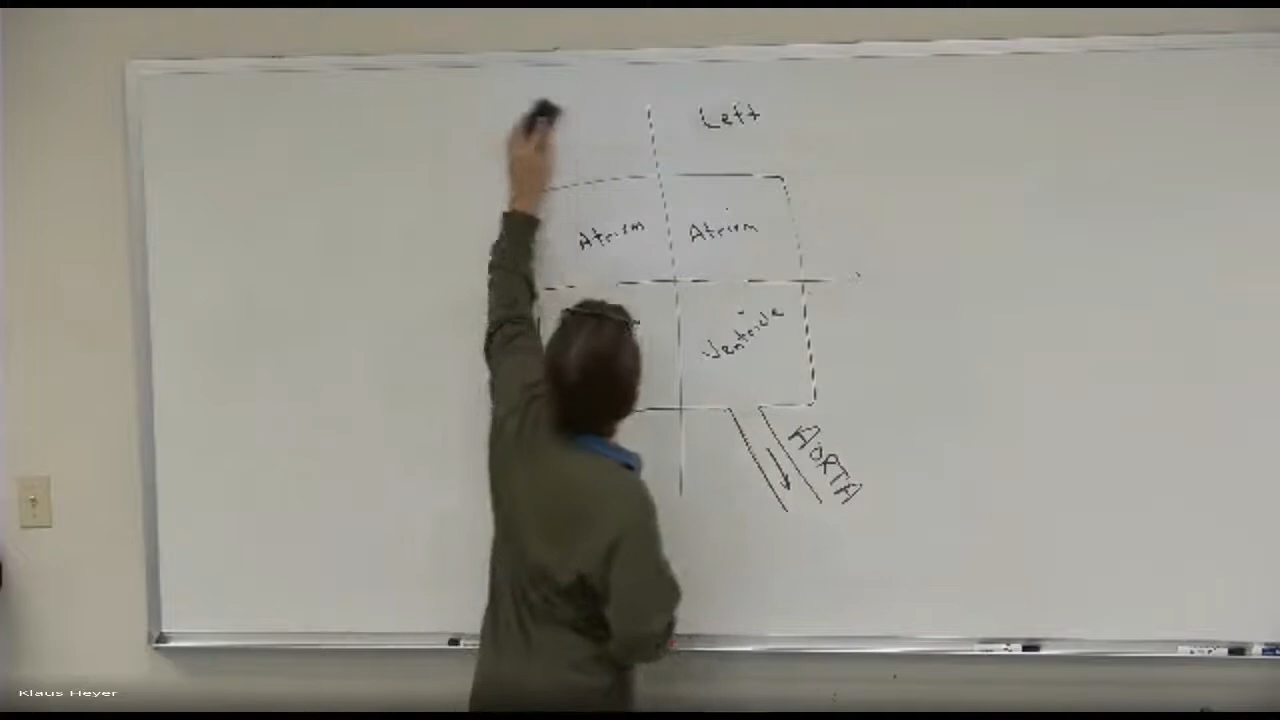 Left
Atrium Atrium
Ventricle
AORTA
Klaus Heyer